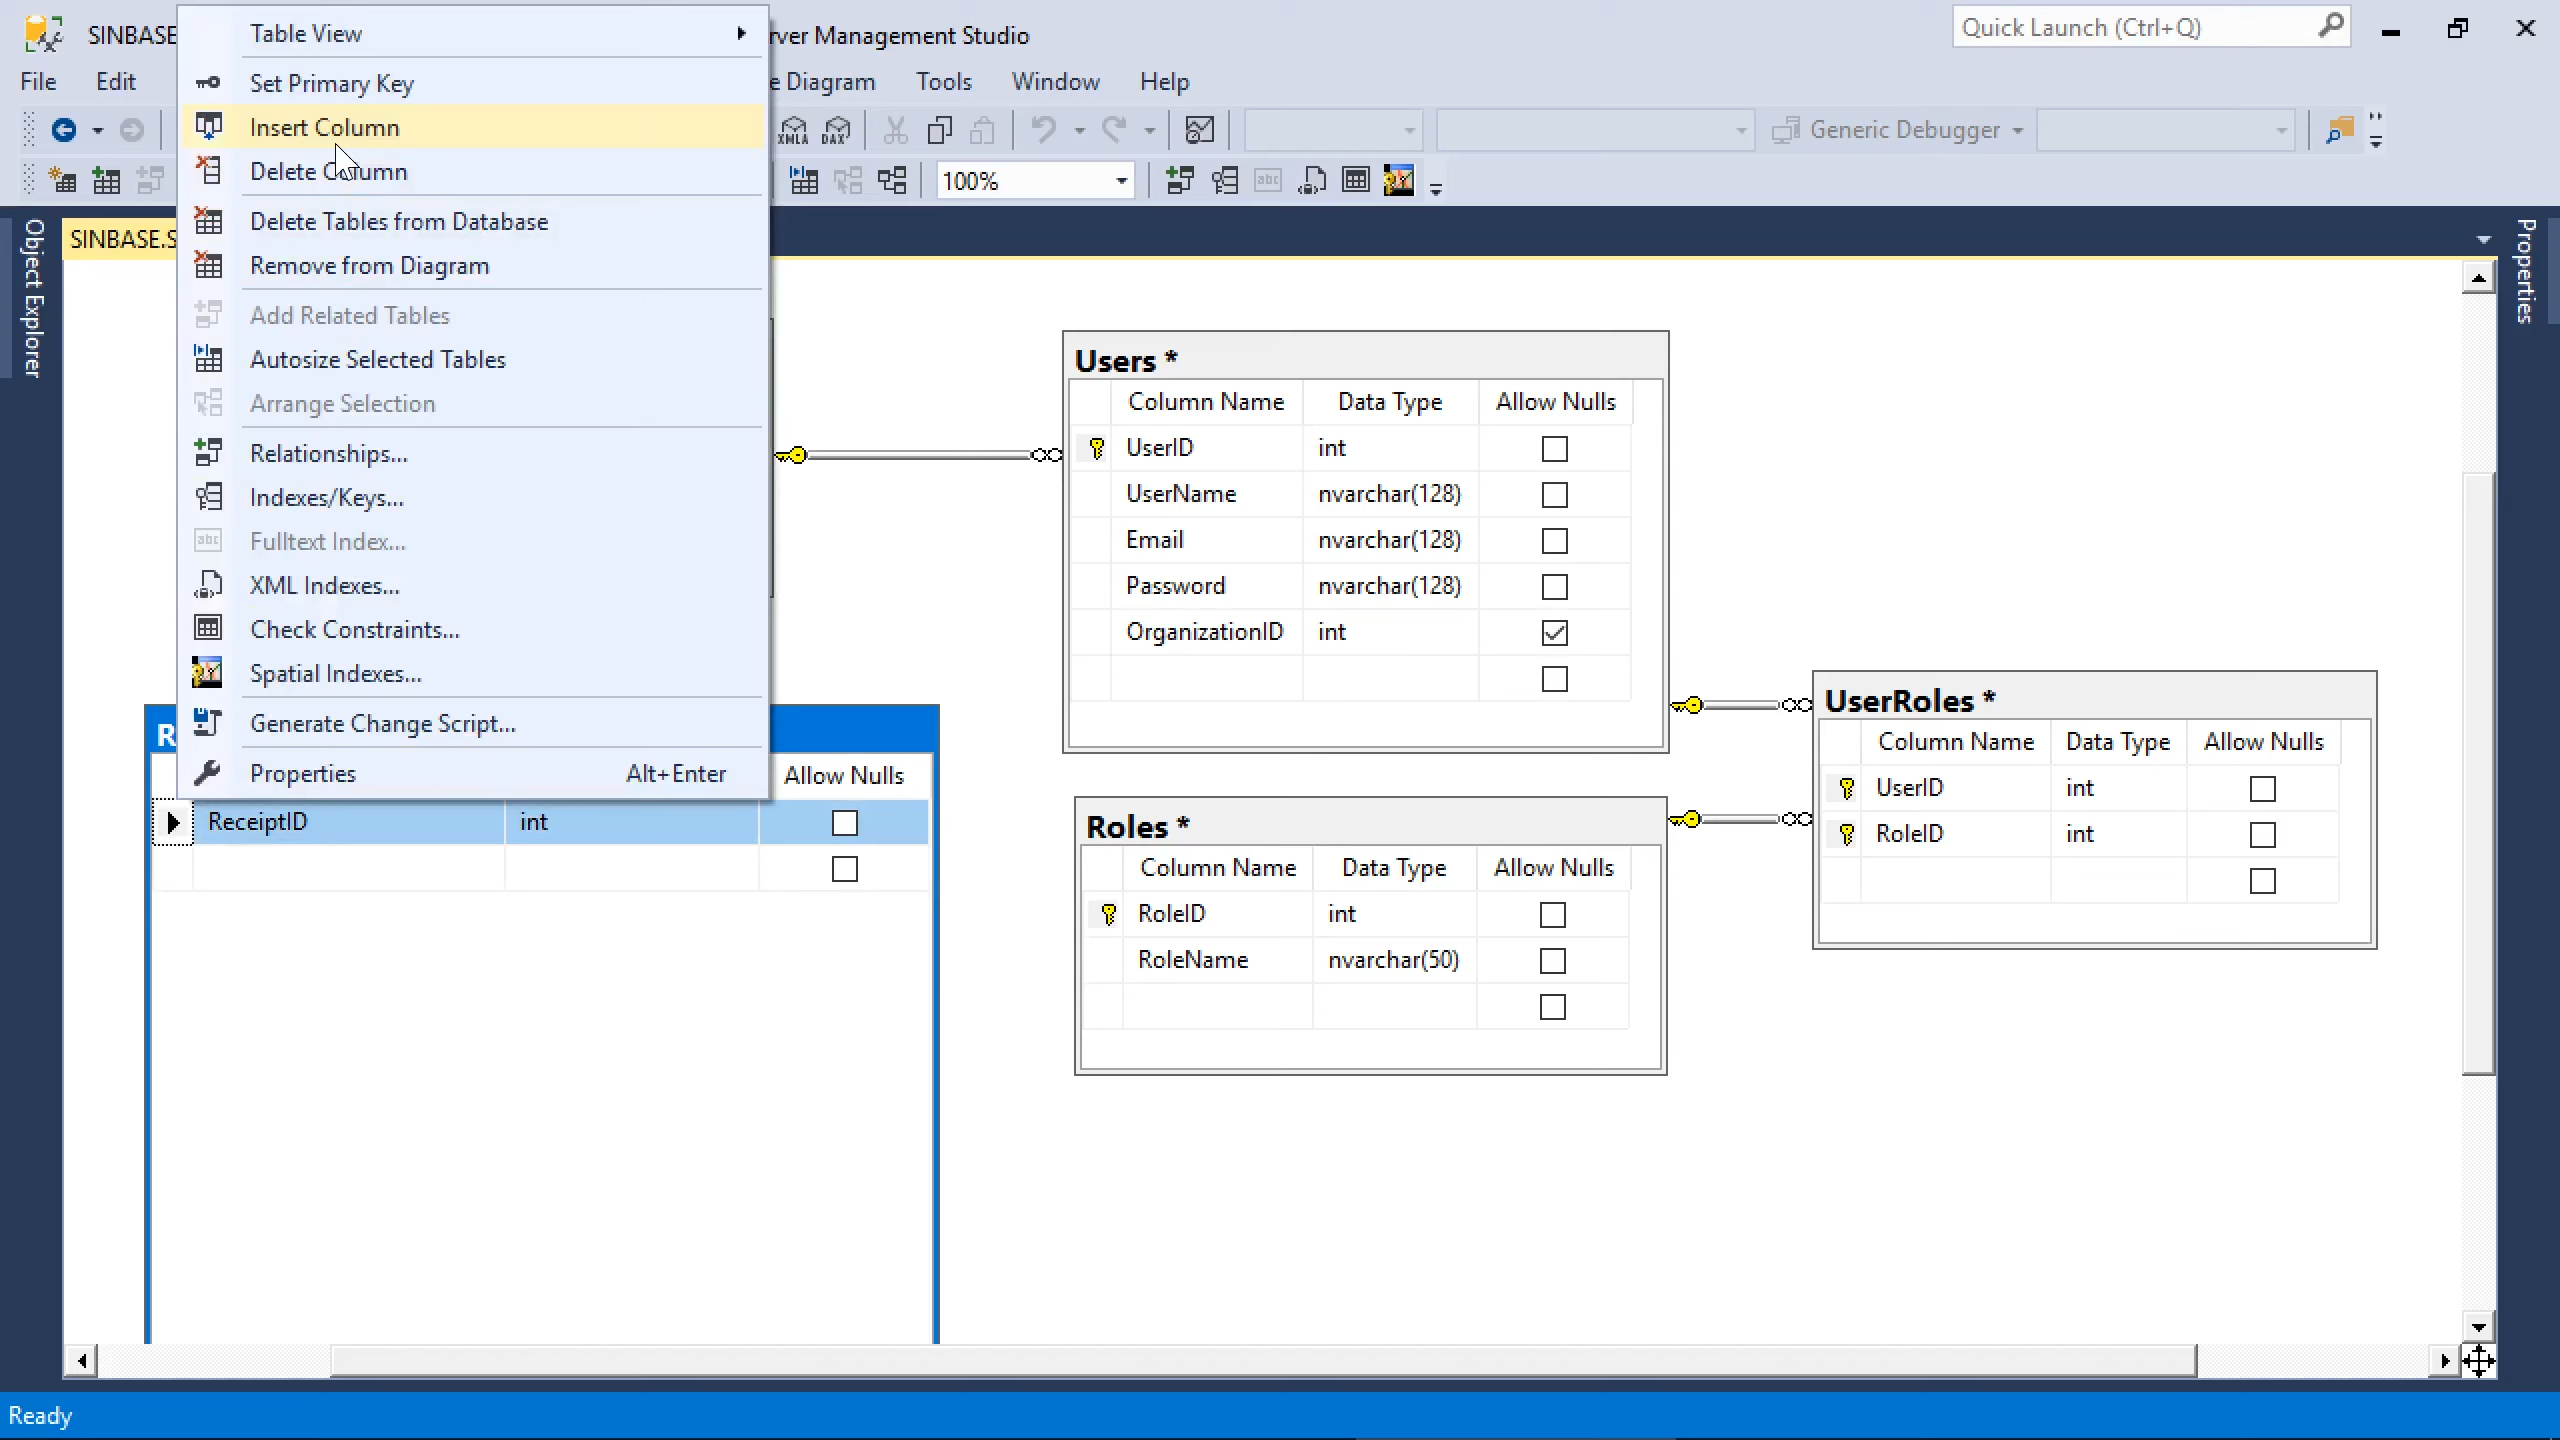 SINBASE
rver Management Studio
Quick Launch (Ctrl+Q)
File
Edit
e Diagram
Tools
Window
Help
XMLA
DAX
Generic Debugger
100%
abc
SINBASE.S
Object Explorer
Properties
Table View
Set Primary Key
Insert Column
Delete Column
Delete Tables from Database
Remove from Diagram
Add Related Tables
Autosize Selected Tables
Arrange Selection
Relationships...
Indexes/Keys...
abc
Fulltext Index...
XML Indexes...
Check Constraints...
Spatial Indexes...
Generate Change Script...
Properties Alt+Enter
R
Allow Nulls
ReceiptID int
Users *
Column Name Data Type Allow Nulls
UserID int
UserName nvarchar(128)
Email nvarchar(128)
Password nvarchar(128)
OrganizationID int
Roles *
Column Name Data Type Allow Nulls
RoleID int
RoleName nvarchar(50)
UserRoles *
Column Name Data Type Allow Nulls
UserID int
RoleID int
Ready